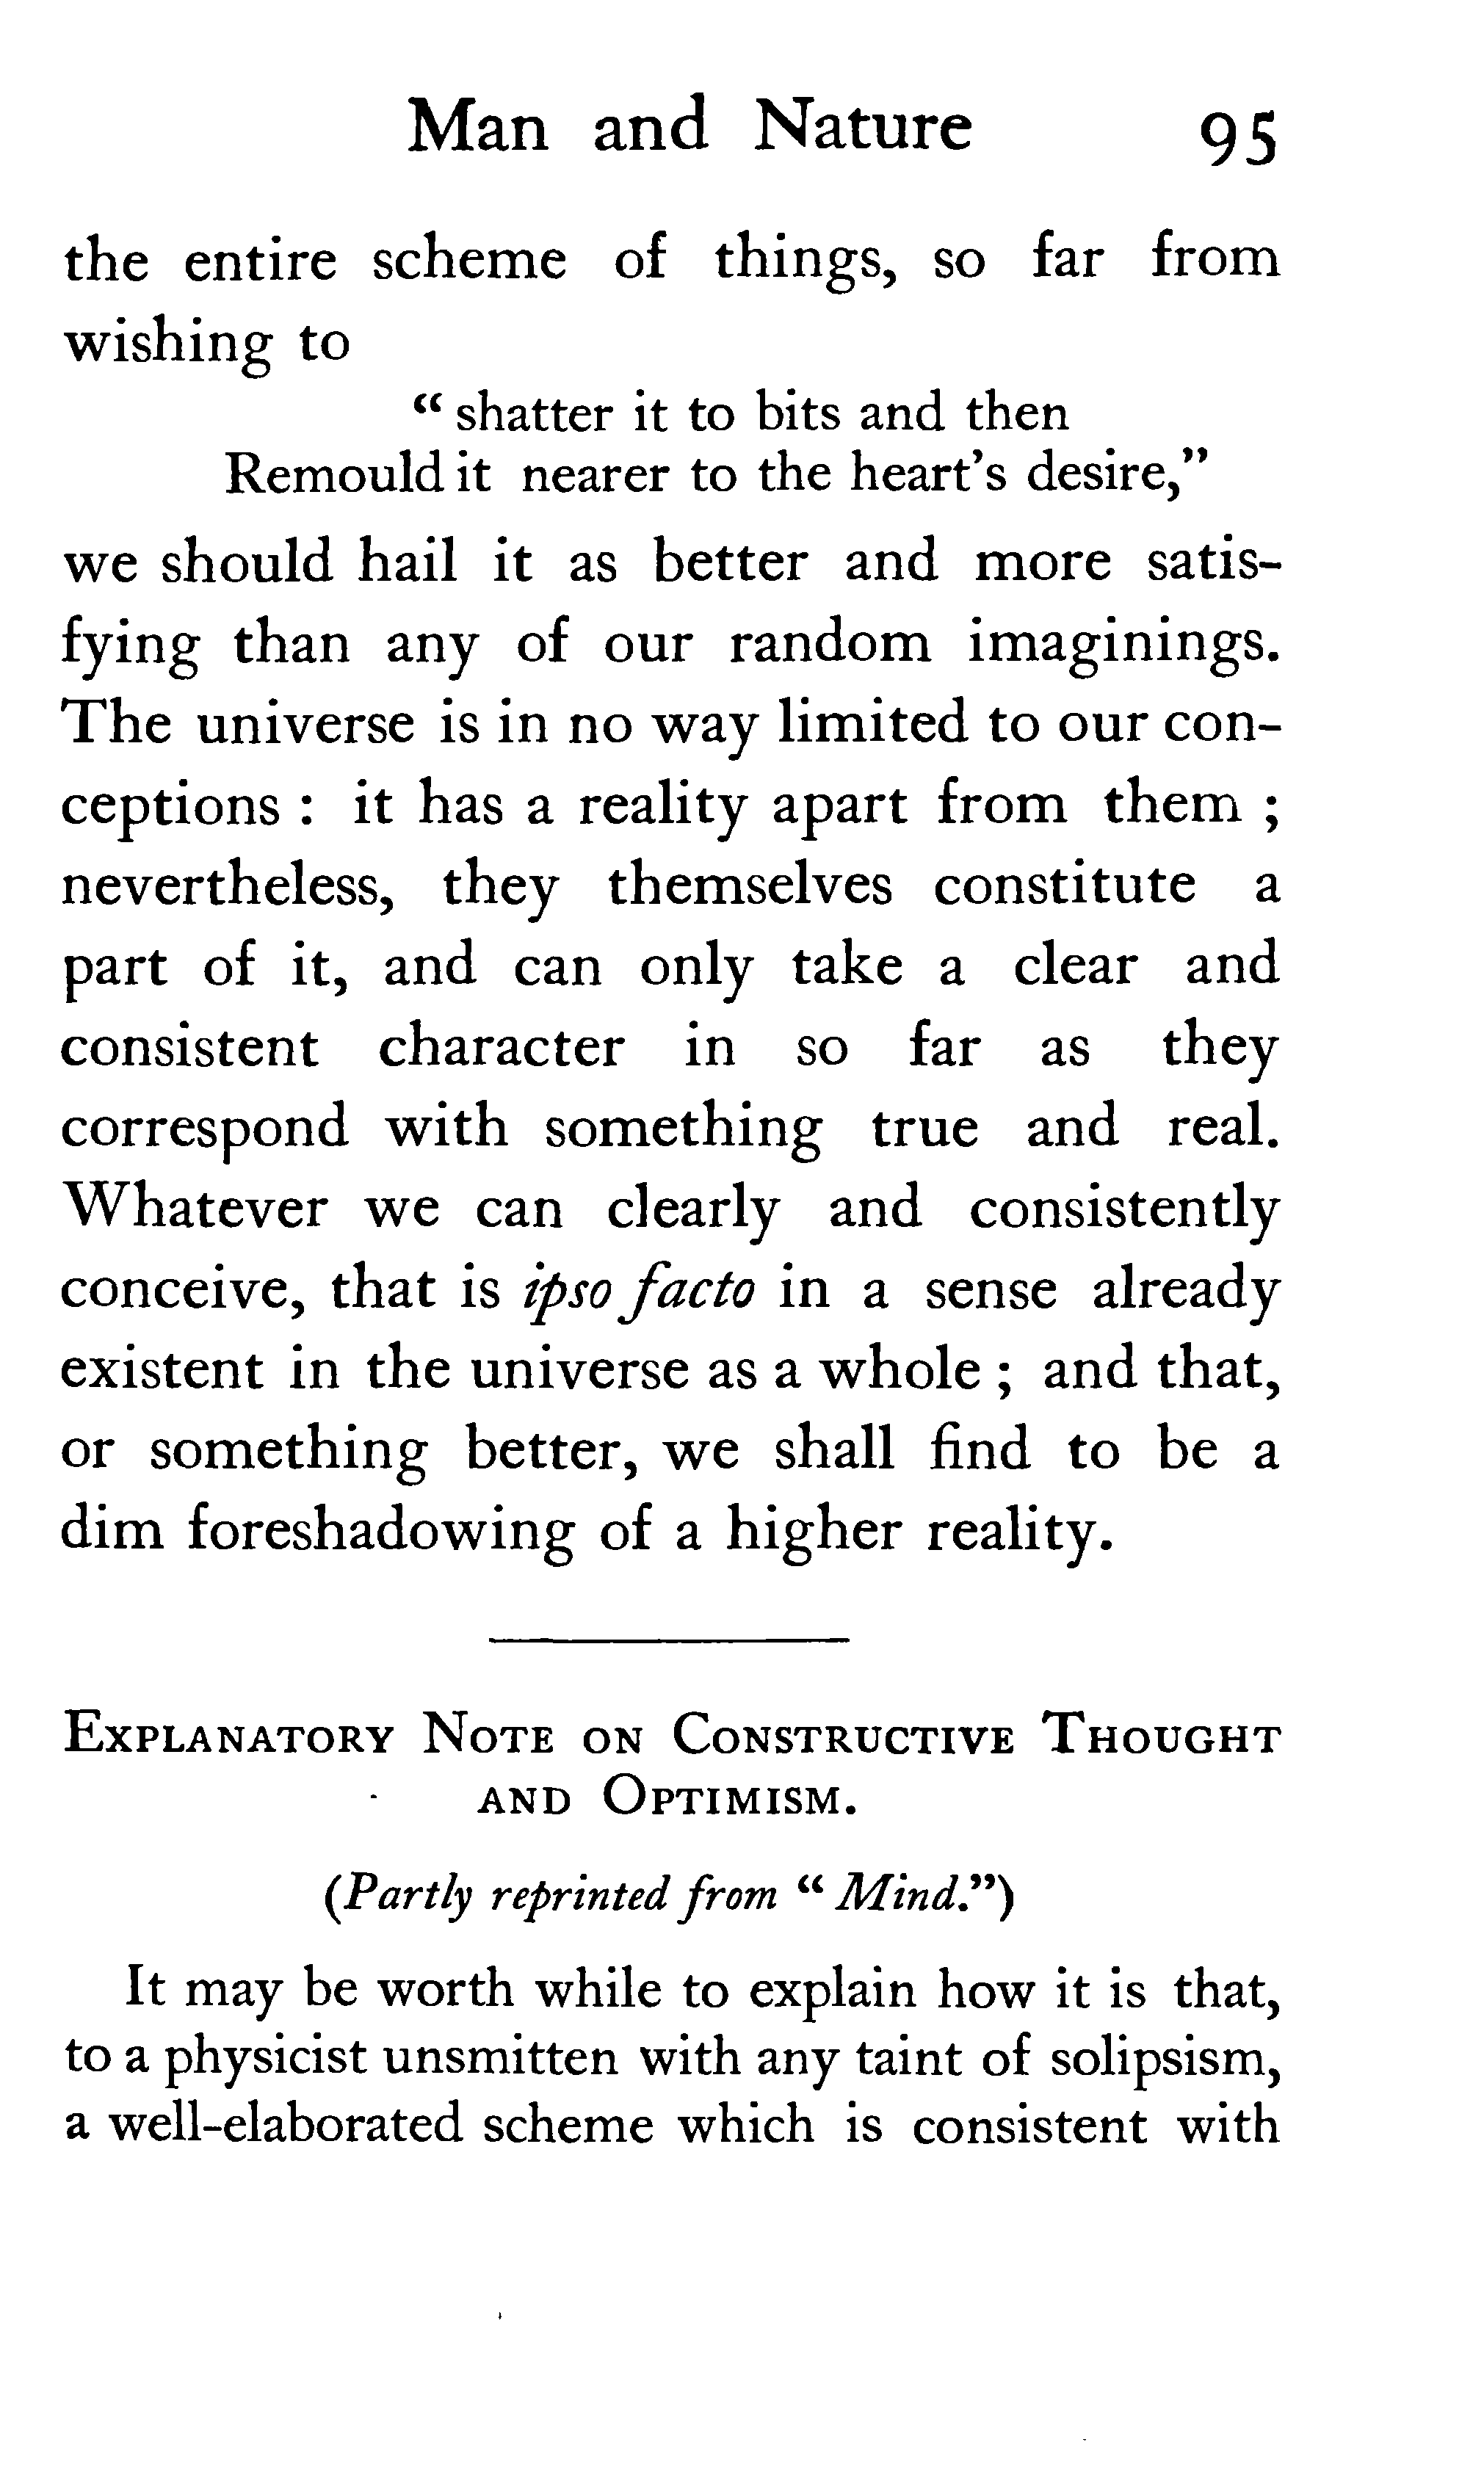 Man and Nature 95
the entire scheme of things, so far from
wishing to
“ shatter it to bits and then
Remould it nearer to the heart’s desire,”
we should hail it as better and more satis-
fying than any of our random imaginings.
The universe is in no way limited to our con-
ceptions : it has a reality apart from them ;
nevertheless, they themselves constitute a
part of it, and can only take a clear and
consistent character in so far as they
correspond with something true and real.
Whatever we can clearly and consistently
conceive, that is ipso facto in a sense already
existent in the universe as a whole ; and that,
or something better, we shall find to be a
dim foreshadowing of a higher reality.
Explanatory Note on Constructive Thought
and Optimism.
(Partly reprinted from “ Mind.”)
It may be worth while to explain how it is that,
to a physicist unsmitten with any taint of solipsism,
a well-elaborated scheme which is consistent with